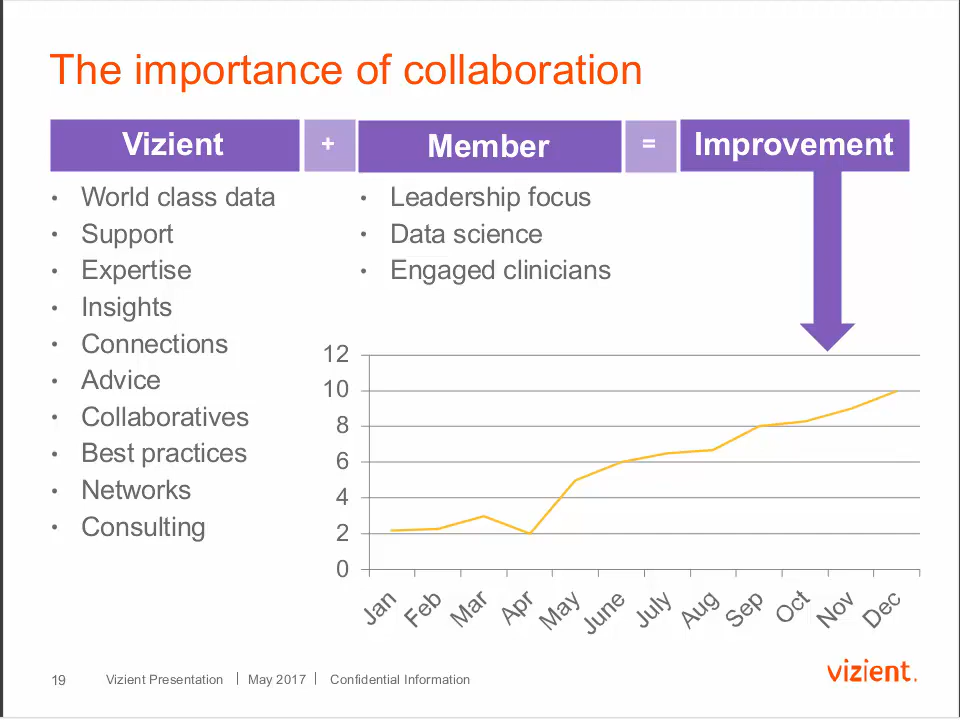 The importance of collaboration
Vizient + Member = Improvement
• World class data
• Support
• Expertise
• Insights
• Connections
• Advice
• Collaboratives
• Best practices
• Networks
• Consulting
• Leadership focus
• Data science
• Engaged clinicians
12
10
8
6
4
2
0
Jan Feb Mar Apr May June July Aug Sep Oct Nov Dec
19 Vizient Presentation | May 2017 | Confidential Information
vizient.